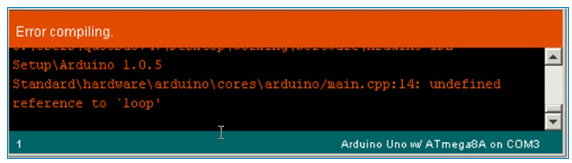 Error compiling.
Setup\Arduino 1.0.5
Standard\hardware\arduino\cores\arduino/main.cpp:14: undefined
reference to `loop'
1
Arduino Uno w/ ATmega8A on COM3